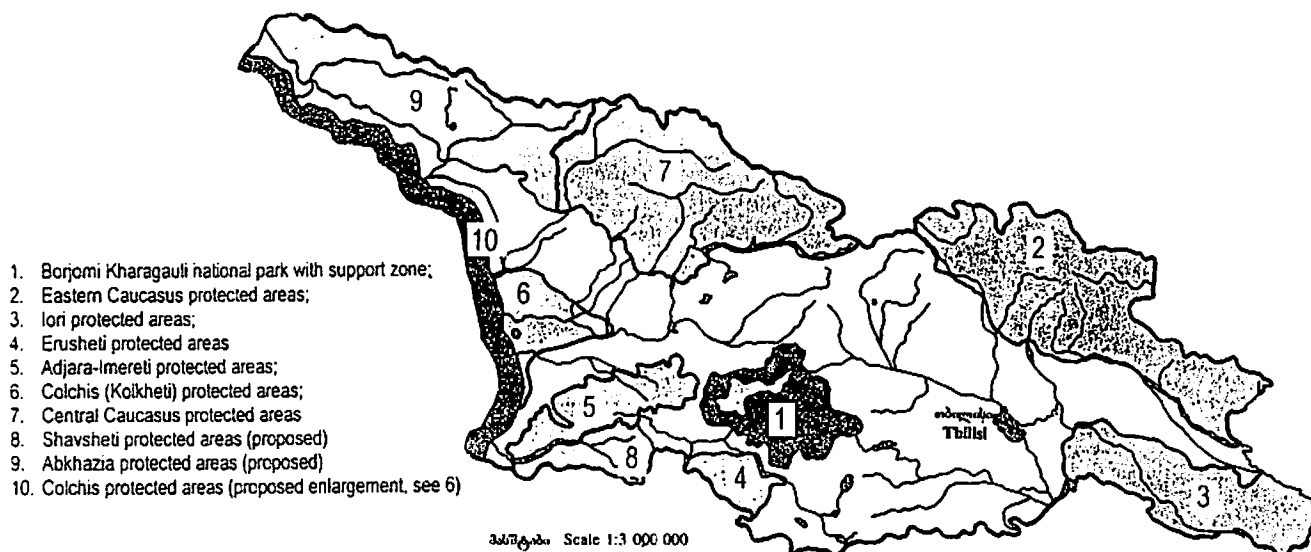 1. Borjomi Kharagauli national park with support zone;
2. Eastern Caucasus protected areas;
3. Iori protected areas;
4. Erusheti protected areas
5. Adjara-Imereti protected areas;
6. Colchis (Kolkheti) protected areas;
7. Central Caucasus protected areas
8. Shavsheti protected areas (proposed)
9. Abkhazia protected areas (proposed)
10. Colchis protected areas (proposed enlargement, see 6)
9
7
10
2
6
5
1
თბილისი
Tbilisi
8
4
3
მასშტაბი Scale 1:3 000 000